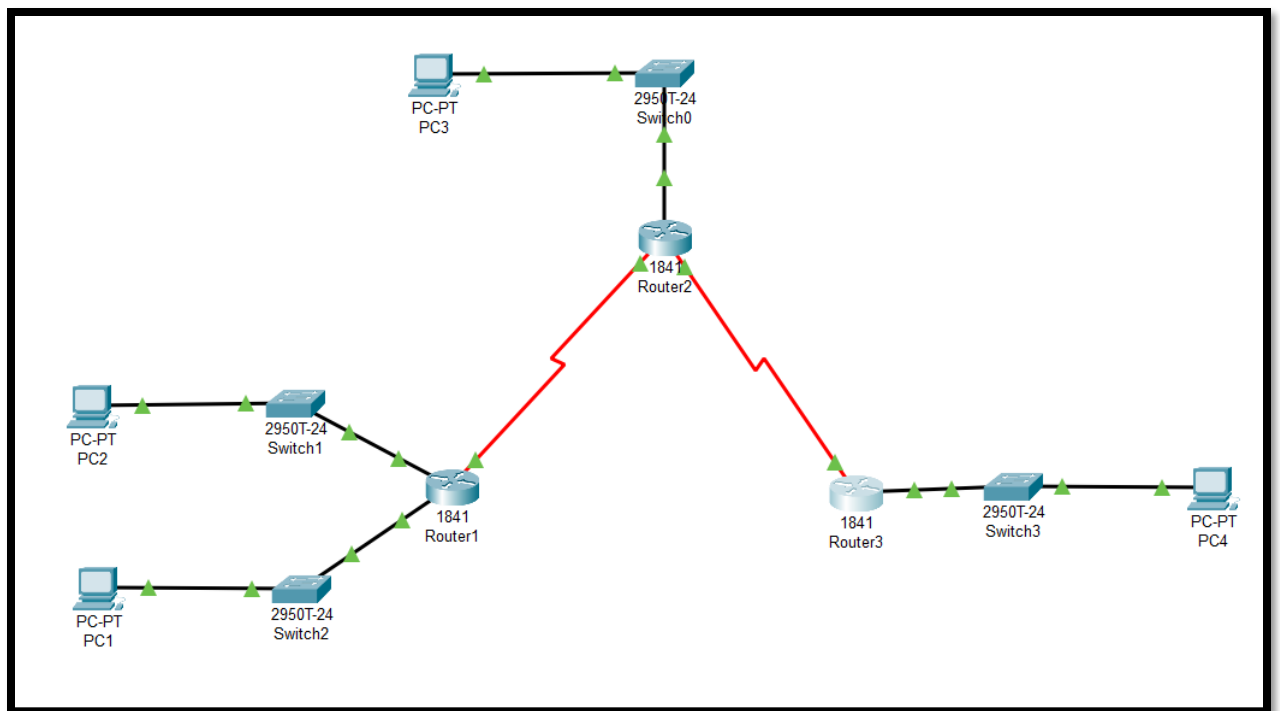 PC-PT
PC3
2950T-24
Switch0
1841
Router2
PC-PT
PC2
2950T-24
Switch1
1841
Router1
PC-PT
PC1
2950T-24
Switch2
1841
Router3
2950T-24
Switch3
PC-PT
PC4